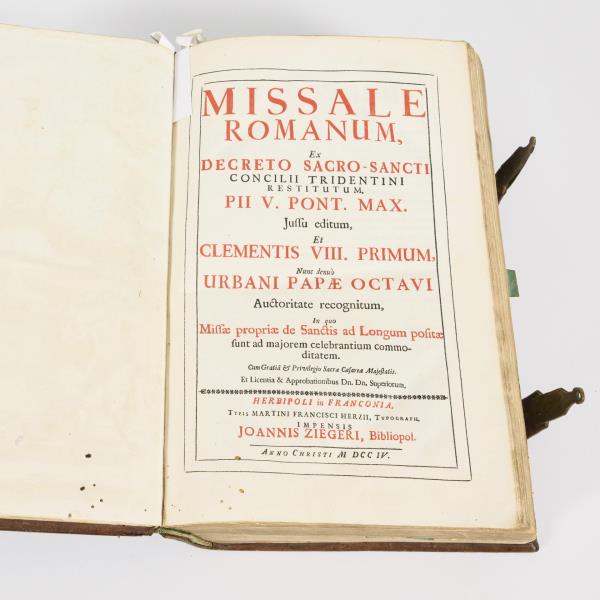 MISSALE
ROMANUM,
Ex
DECRETO SACRO-SANCTI
CONCILII TRIDENTINI
RESTITUTUM,
PII V. PONT. MAX.
Jussu editum,
Et
CLEMENTIS VIII. PRIMUM,
Nunc denuò
URBANI PAPÆ OCTAVI
Auctoritate recognitum,
In quo
Missæ propriæ de Sanctis ad Longum positæ
sunt ad majorem celebrantium commo-
ditatem.
Cum Gratiâ & Privilegio Sacræ Cæsareæ Majestatis.
Et Licentia & Approbationibus Dn. Dn. Superiorum.
HERBIPOLI in FRANCONIA,
Typis MARTINI FRANCISCI HERZII, Typogræph,
IMPENSIS
JOANNIS ZIEGERI, Bibliopol.
ANNO CHRISTI M DCC IV.